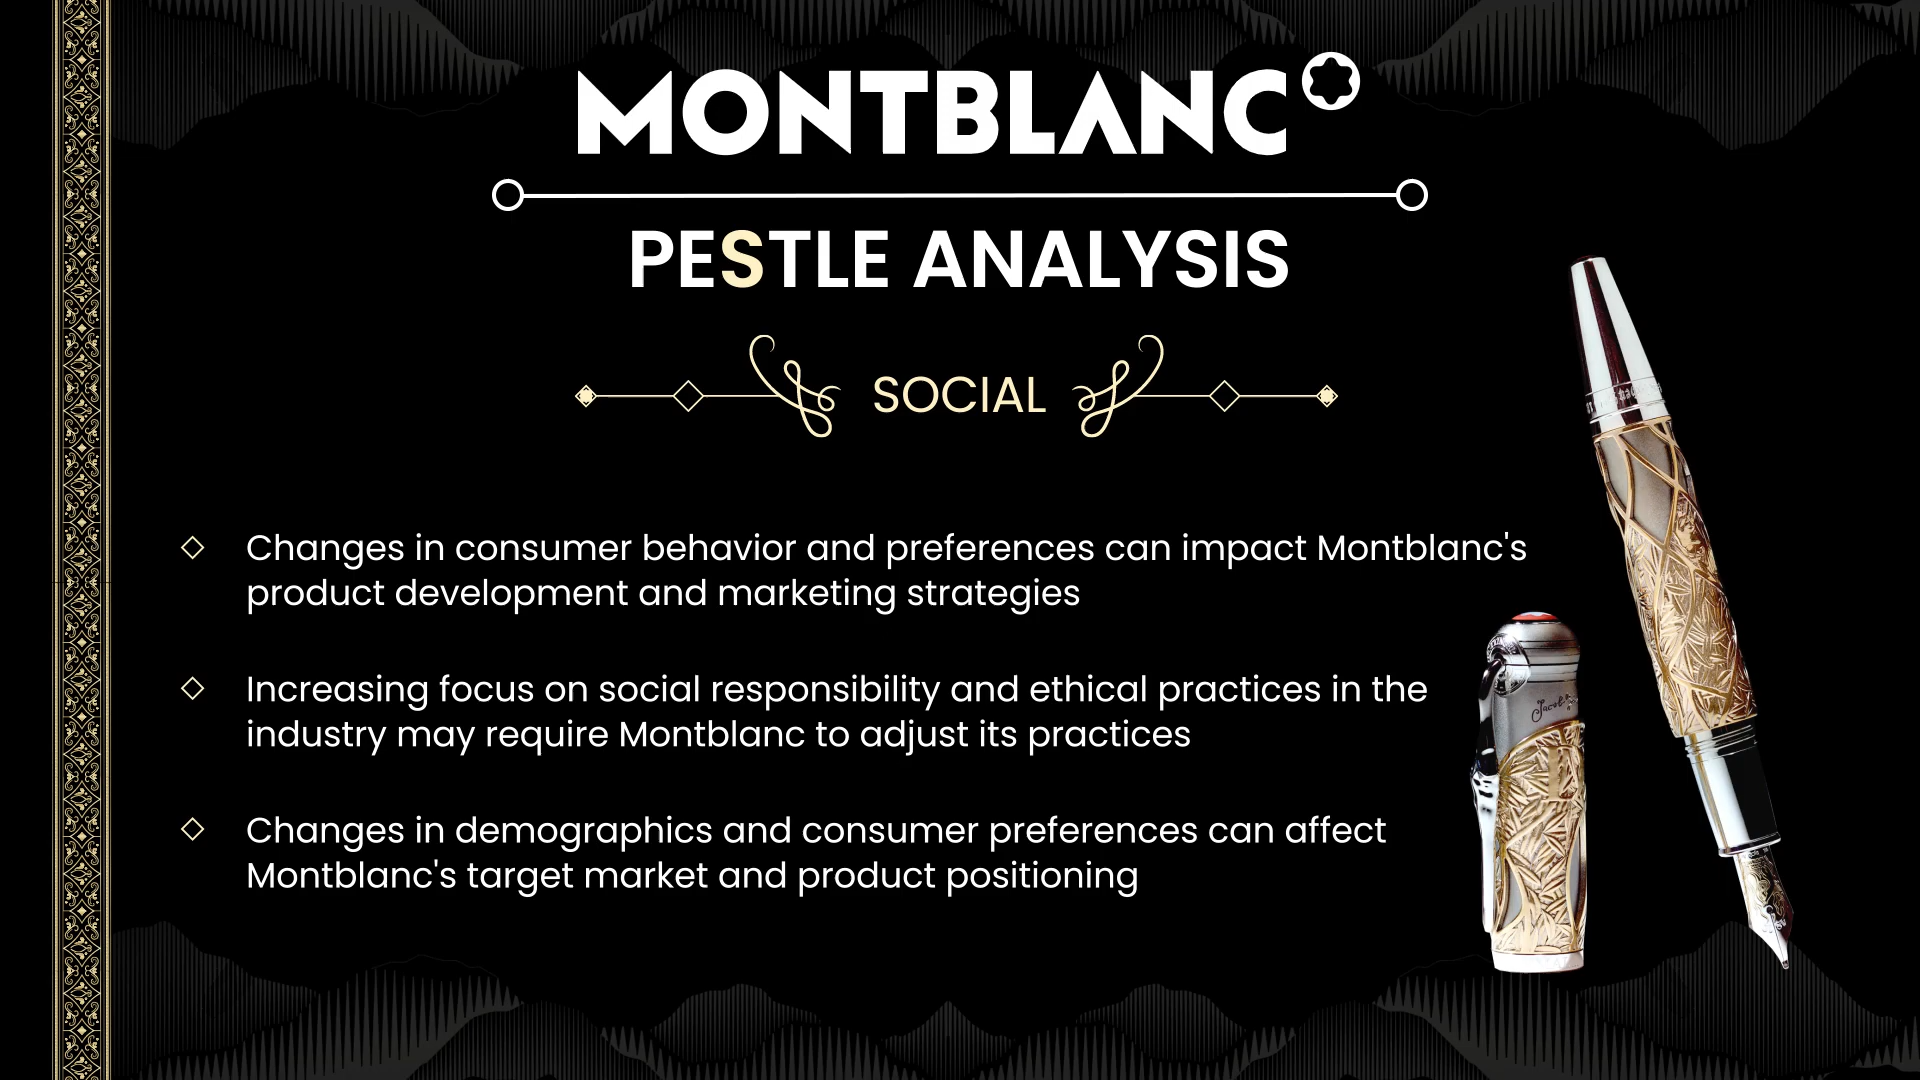 MONTBLANC
PESTLE ANALYSIS
SOCIAL
Changes in consumer behavior and preferences can impact Montblanc's
product development and marketing strategies
Increasing focus on social responsibility and ethical practices in the
industry may require Montblanc to adjust its practices
Changes in demographics and consumer preferences can affect
Montblanc's target market and product positioning